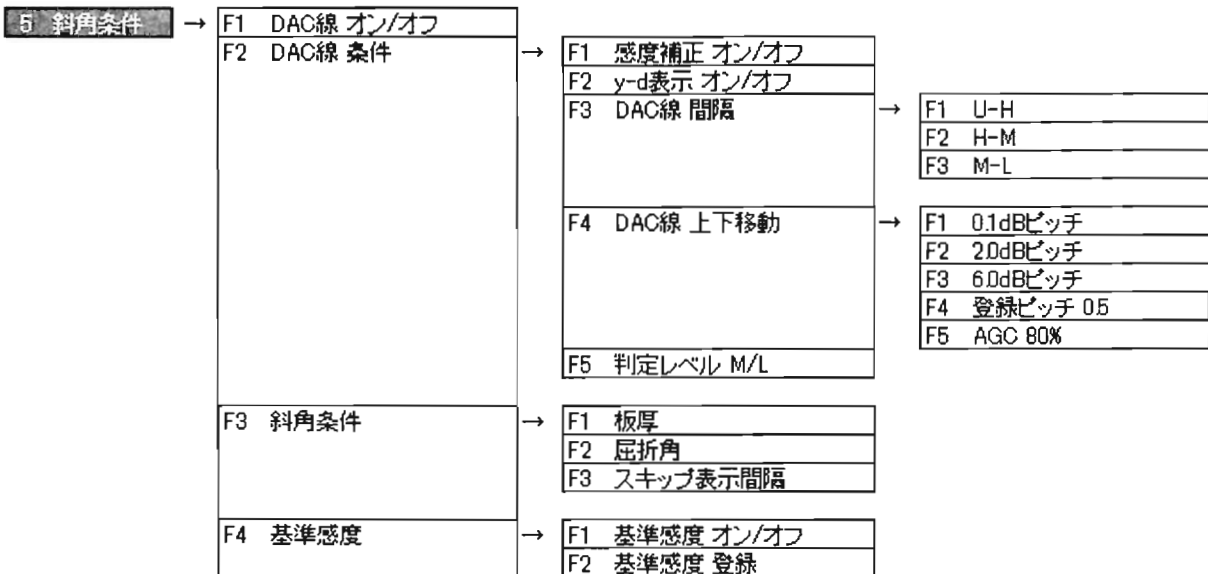 5 斜角条件 → F1 DAC線 オン/オフ
F2 DAC線 条件 → F1 感度補正 オン/オフ
F2 y-d表示 オン/オフ
F3 DAC線 間隔 → F1 U-H
F2 H-M
F3 M-L
F4 DAC線 上下移動 → F1 0.1dBピッチ
F2 2.0dBピッチ
F3 6.0dBピッチ
F4 登録ピッチ 0.5
F5 AGC 80%
F5 判定レベル M/L
F3 斜角条件 → F1 板厚
F2 屈折角
F3 スキップ表示間隔
F4 基準感度 → F1 基準感度 オン/オフ
F2 基準感度 登録